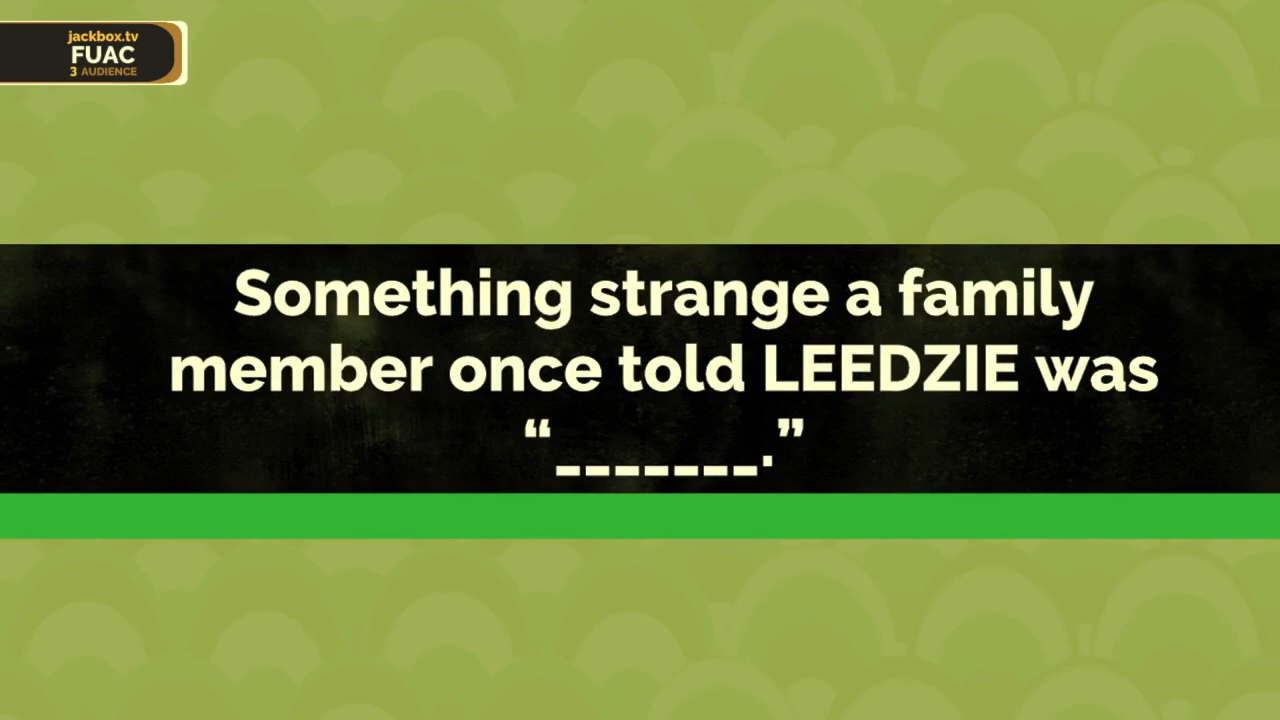 jackbox.tv
FUAC
3 AUDIENCE
Something strange a family
member once told LEEDZIE was
“_______.”